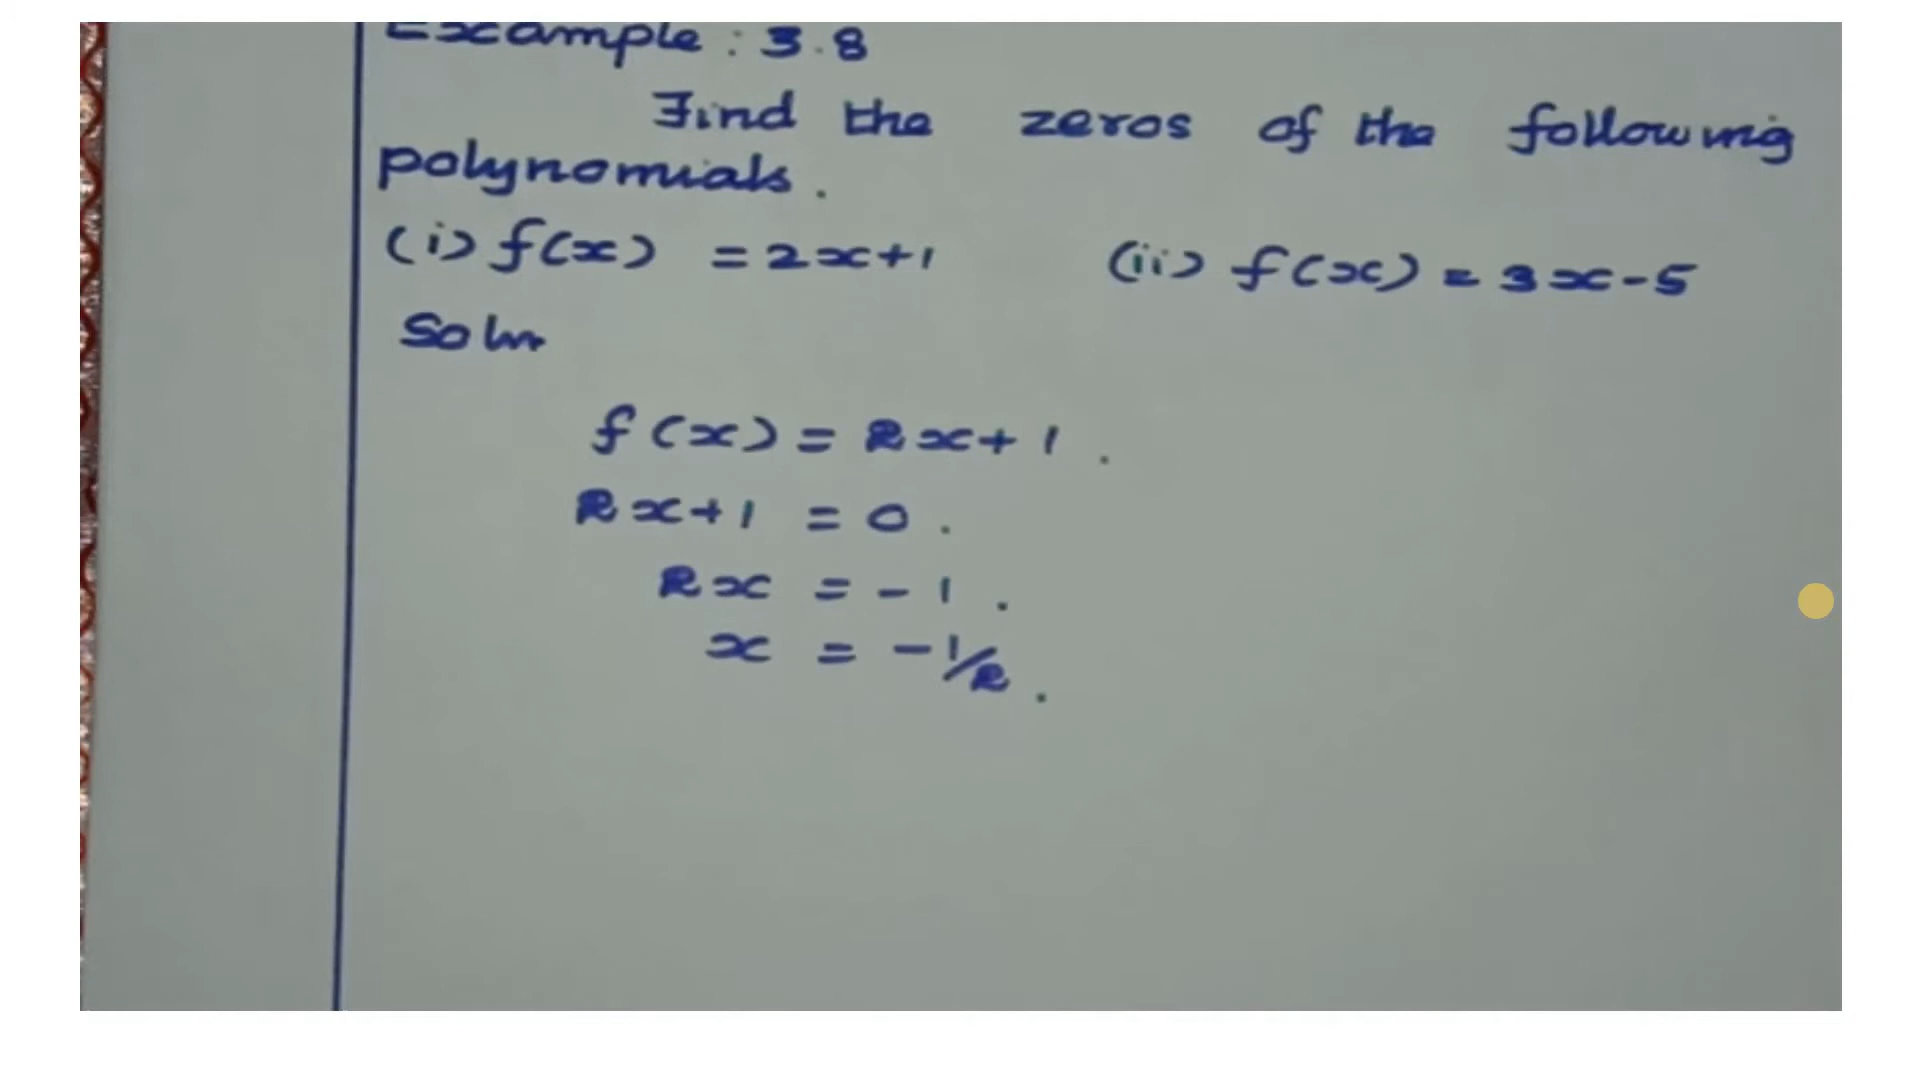 Example : 3.8
Find the zeros of the following
polynomials.
(i) f(x) = 2x+1 (ii) f(x) = 3x-5
Soln
f(x) = 2x+1.
2x+1 = 0.
2x = -1.
x = -1/2.